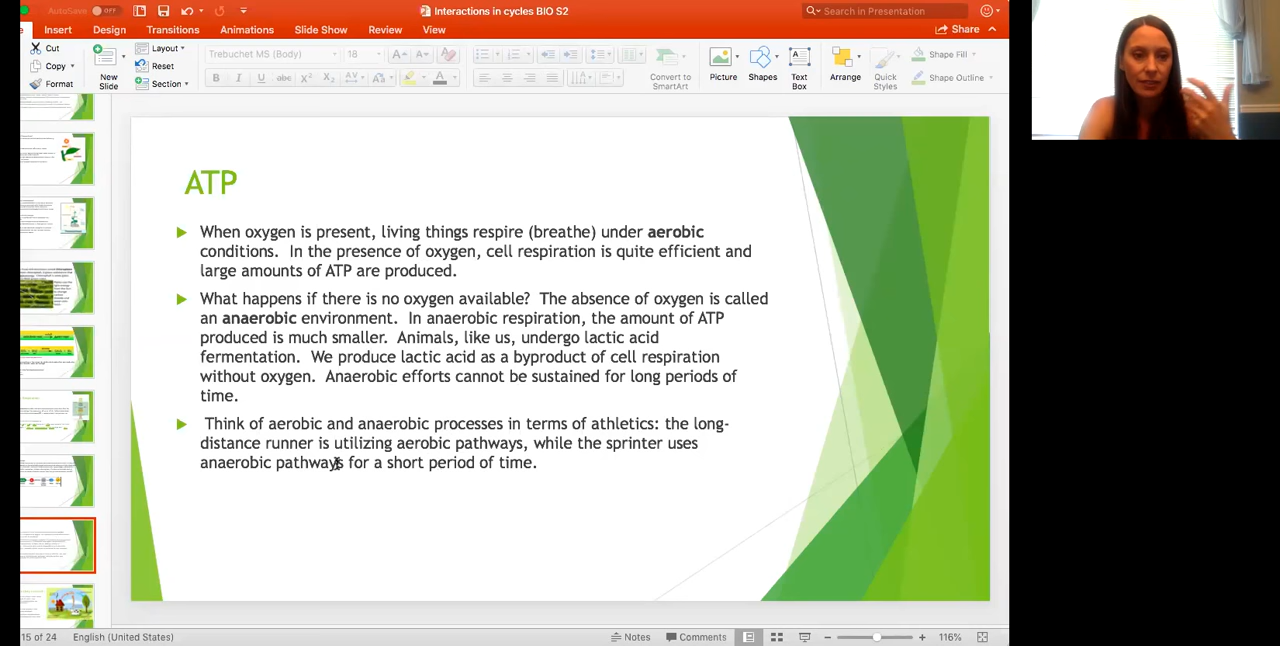 AutoSave OFF
Interactions in cycles BIO S2
Search in Presentation
Insert Design Transitions Animations Slide Show Review View
Share
Cut
Copy
Format
New Slide
Layout
Reset
Section
Trebuchet MS (Body) 18
Convert to SmartArt
Picture
Shapes
Text Box
Arrange
Quick Styles
Shape Fill
Shape Outline
ATP
When oxygen is present, living things respire (breathe) under aerobic
conditions. In the presence of oxygen, cell respiration is quite efficient and
large amounts of ATP are produced.
What happens if there is no oxygen available? The absence of oxygen is called
an anaerobic environment. In anaerobic respiration, the amount of ATP
produced is much smaller. Animals, like us, undergo lactic acid
fermentation. We produce lactic acid as a byproduct of cell respiration
without oxygen. Anaerobic efforts cannot be sustained for long periods of
time.
Think of aerobic and anaerobic processes in terms of athletics: the long-
distance runner is utilizing aerobic pathways, while the sprinter uses
anaerobic pathways for a short period of time.
15 of 24 English (United States)
Notes Comments 116%